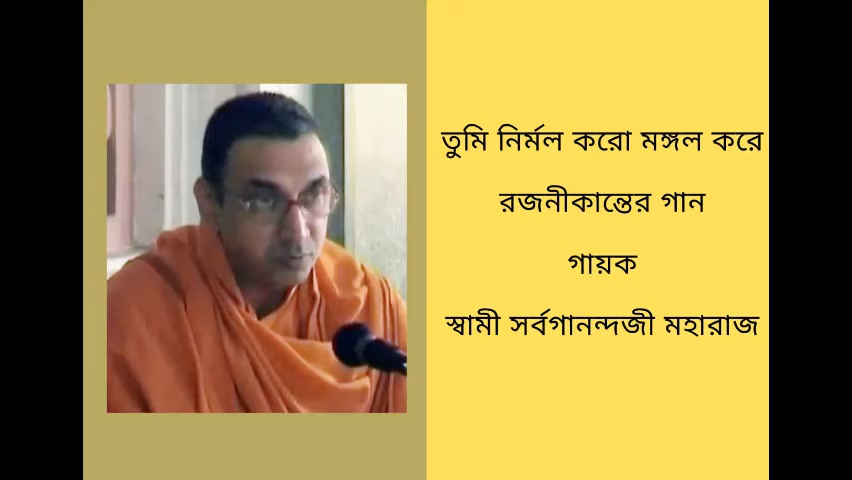 তুমি নির্মল করো মঙ্গল করে
রজনীকান্তের গান
গায়ক
স্বামী সর্বগানন্দজী মহারাজ